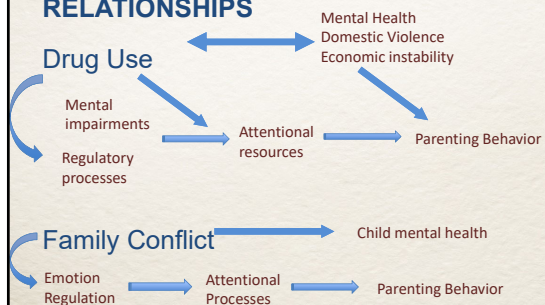 RELATIONSHIPS
Mental Health
Domestic Violence
Economic instability
Drug Use
Mental
impairments
Regulatory
processes
Attentional
resources
Parenting Behavior
Family Conflict
Child mental health
Emotion
Regulation
Attentional
Processes
Parenting Behavior